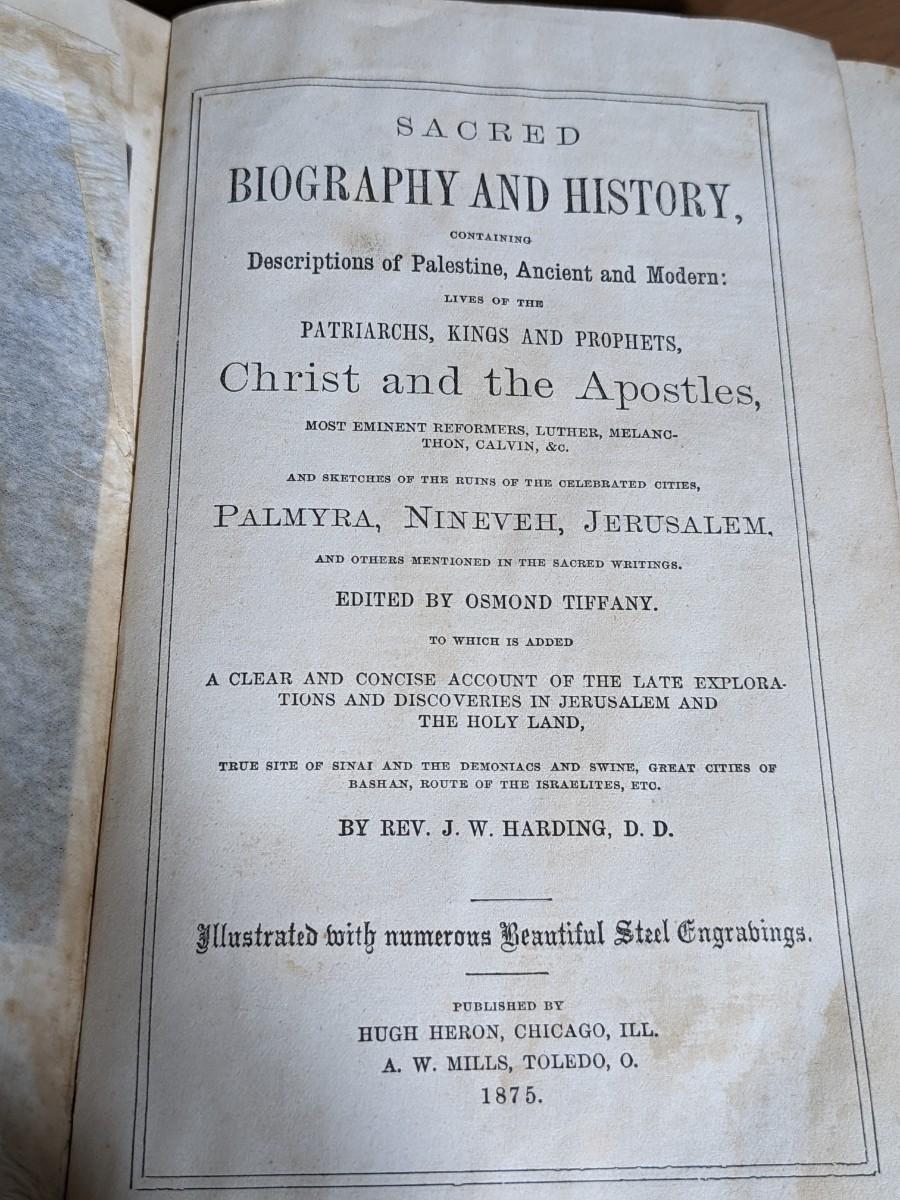 SACRED
BIOGRAPHY AND HISTORY,
CONTAINING
Descriptions of Palestine, Ancient and Modern:
LIVES OF THE
PATRIARCHS, KINGS AND PROPHETS,
Christ and the Apostles,
MOST EMINENT REFORMERS, LUTHER, MELANC-
THON, CALVIN, &c.
AND SKETCHES OF THE RUINS OF THE CELEBRATED CITIES,
PALMYRA, NINEVEH, JERUSALEM,
AND OTHERS MENTIONED IN THE SACRED WRITINGS.
EDITED BY OSMOND TIFFANY.
TO WHICH IS ADDED
A CLEAR AND CONCISE ACCOUNT OF THE LATE EXPLORA-
TIONS AND DISCOVERIES IN JERUSALEM AND
THE HOLY LAND,
TRUE SITE OF SINAI AND THE DEMONIACS AND SWINE, GREAT CITIES OF
BASHAN, ROUTE OF THE ISRAELITES, ETC.
BY REV. J. W. HARDING, D. D.
Illustrated with numerous Beautiful Steel Engravings.
PUBLISHED BY
HUGH HERON, CHICAGO, ILL.
A. W. MILLS, TOLEDO, O.
1875.